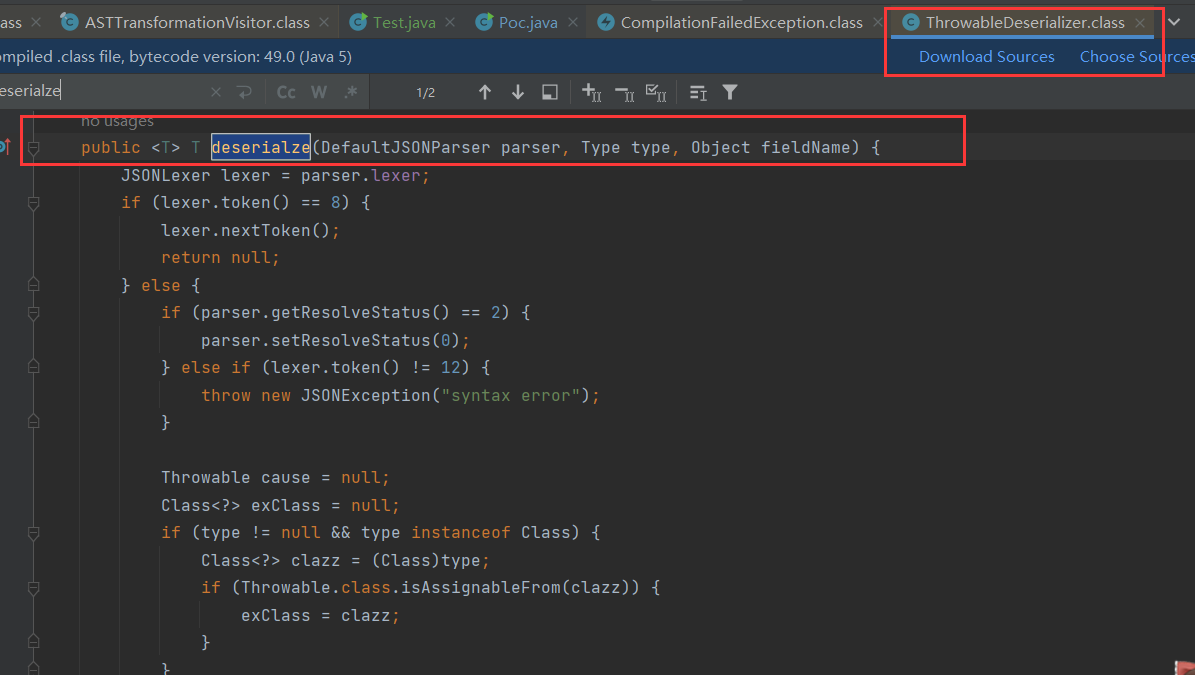 ass ASTTransformationVisitor.class Test.java Poc.java CompilationFailedException.class ThrowableDeserializer.class
ompiled .class file, bytecode version: 49.0 (Java 5) Download Sources Choose Sources
eserialze Cc W .* 1/2
no usages
public <T> T deserialze(DefaultJSONParser parser, Type type, Object fieldName) {
JSONLexer lexer = parser.lexer;
if (lexer.token() == 8) {
lexer.nextToken();
return null;
} else {
if (parser.getResolveStatus() == 2) {
parser.setResolveStatus(0);
} else if (lexer.token() != 12) {
throw new JSONException("syntax error");
}
Throwable cause = null;
Class<?> exClass = null;
if (type != null && type instanceof Class) {
Class<?> clazz = (Class)type;
if (Throwable.class.isAssignableFrom(clazz)) {
exClass = clazz;
}
}